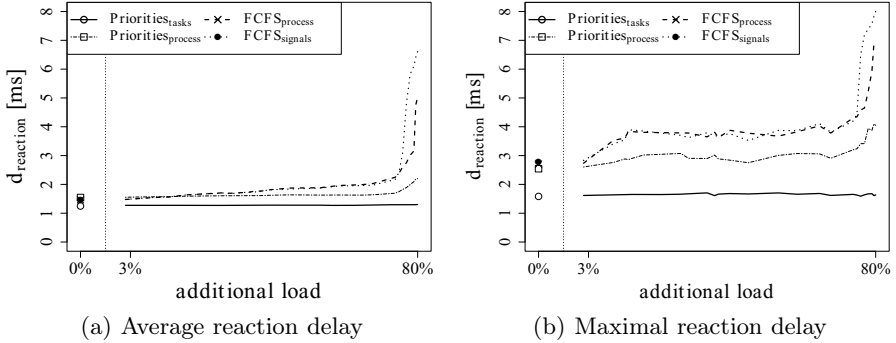 Priorities_tasks
FCFS_process
Priorities_process
FCFS_signals
d_reaction [ms]
8
7
6
5
4
3
2
1
0
0%
3%
80%
additional load
(a) Average reaction delay
Priorities_tasks
FCFS_process
Priorities_process
FCFS_signals
d_reaction [ms]
8
7
6
5
4
3
2
1
0
0%
3%
80%
additional load
(b) Maximal reaction delay